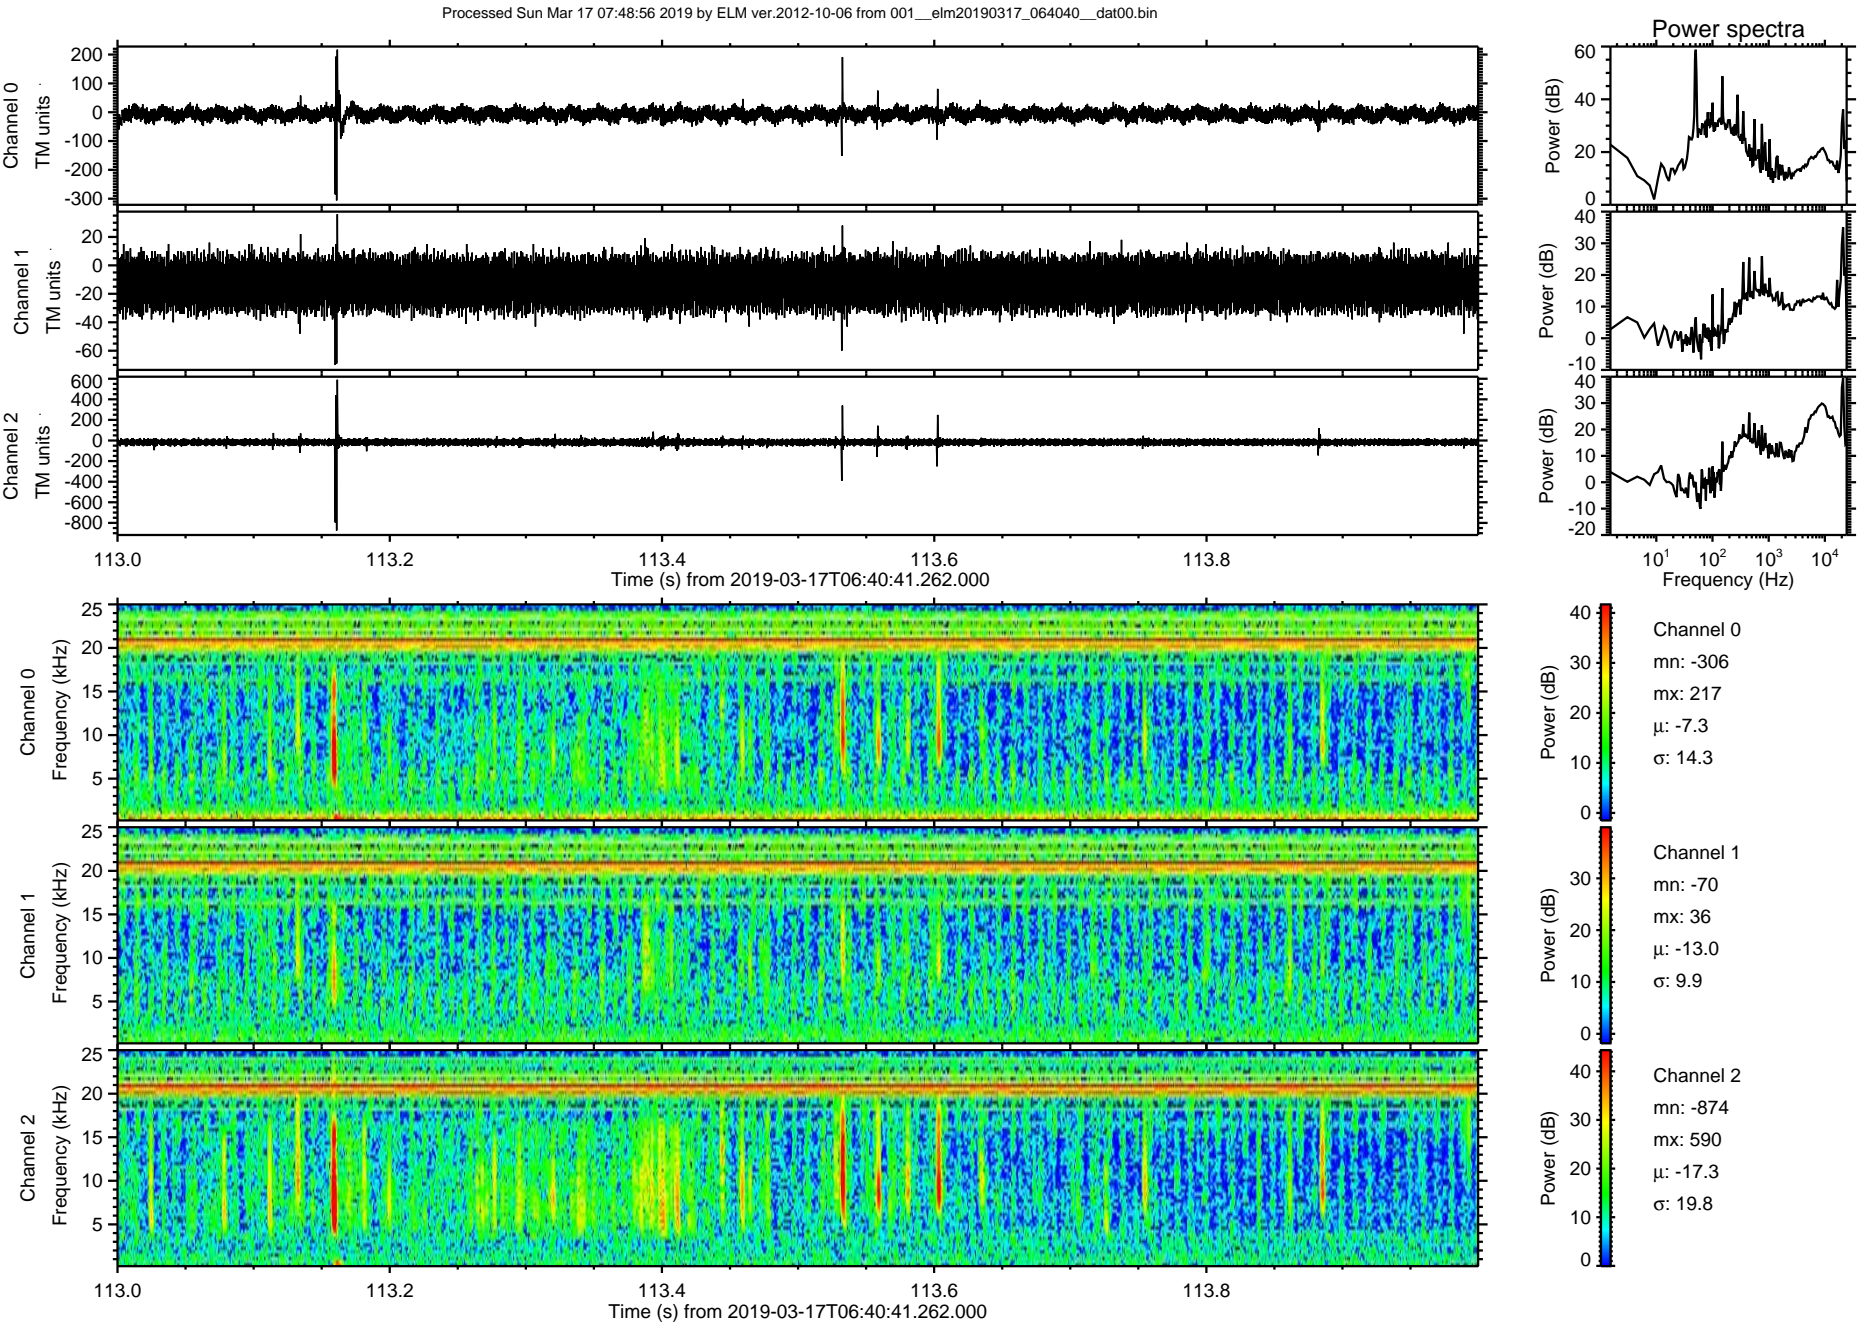 Processed Sun Mar 17 07:48:56 2019 by ELM ver.2012-10-06 from 001__elm20190317_064040__dat00.bin
Power spectra
Channel 0
TM units
200
100
0
-100
-200
-300
Power (dB)
60
40
20
0
Channel 1
TM units
20
0
-20
-40
-60
Power (dB)
40
30
20
10
0
-10
Channel 2
TM units
600
400
200
0
-200
-400
-600
-800
Power (dB)
40
30
20
10
0
-10
-20
113.0 113.2 113.4 113.6 113.8
Time (s) from 2019-03-17T06:40:41.262.000
10^1 10^2 10^3 10^4
Frequency (Hz)
Channel 0
Frequency (kHz)
25
20
15
10
5
Power (dB)
40
30
20
10
0
Channel 0
mn: -306
mx: 217
μ: -7.3
σ: 14.3
Channel 1
Frequency (kHz)
25
20
15
10
5
Power (dB)
30
20
10
0
Channel 1
mn: -70
mx: 36
μ: -13.0
σ: 9.9
Channel 2
Frequency (kHz)
25
20
15
10
5
Power (dB)
40
30
20
10
0
Channel 2
mn: -874
mx: 590
μ: -17.3
σ: 19.8
113.0 113.2 113.4 113.6 113.8
Time (s) from 2019-03-17T06:40:41.262.000